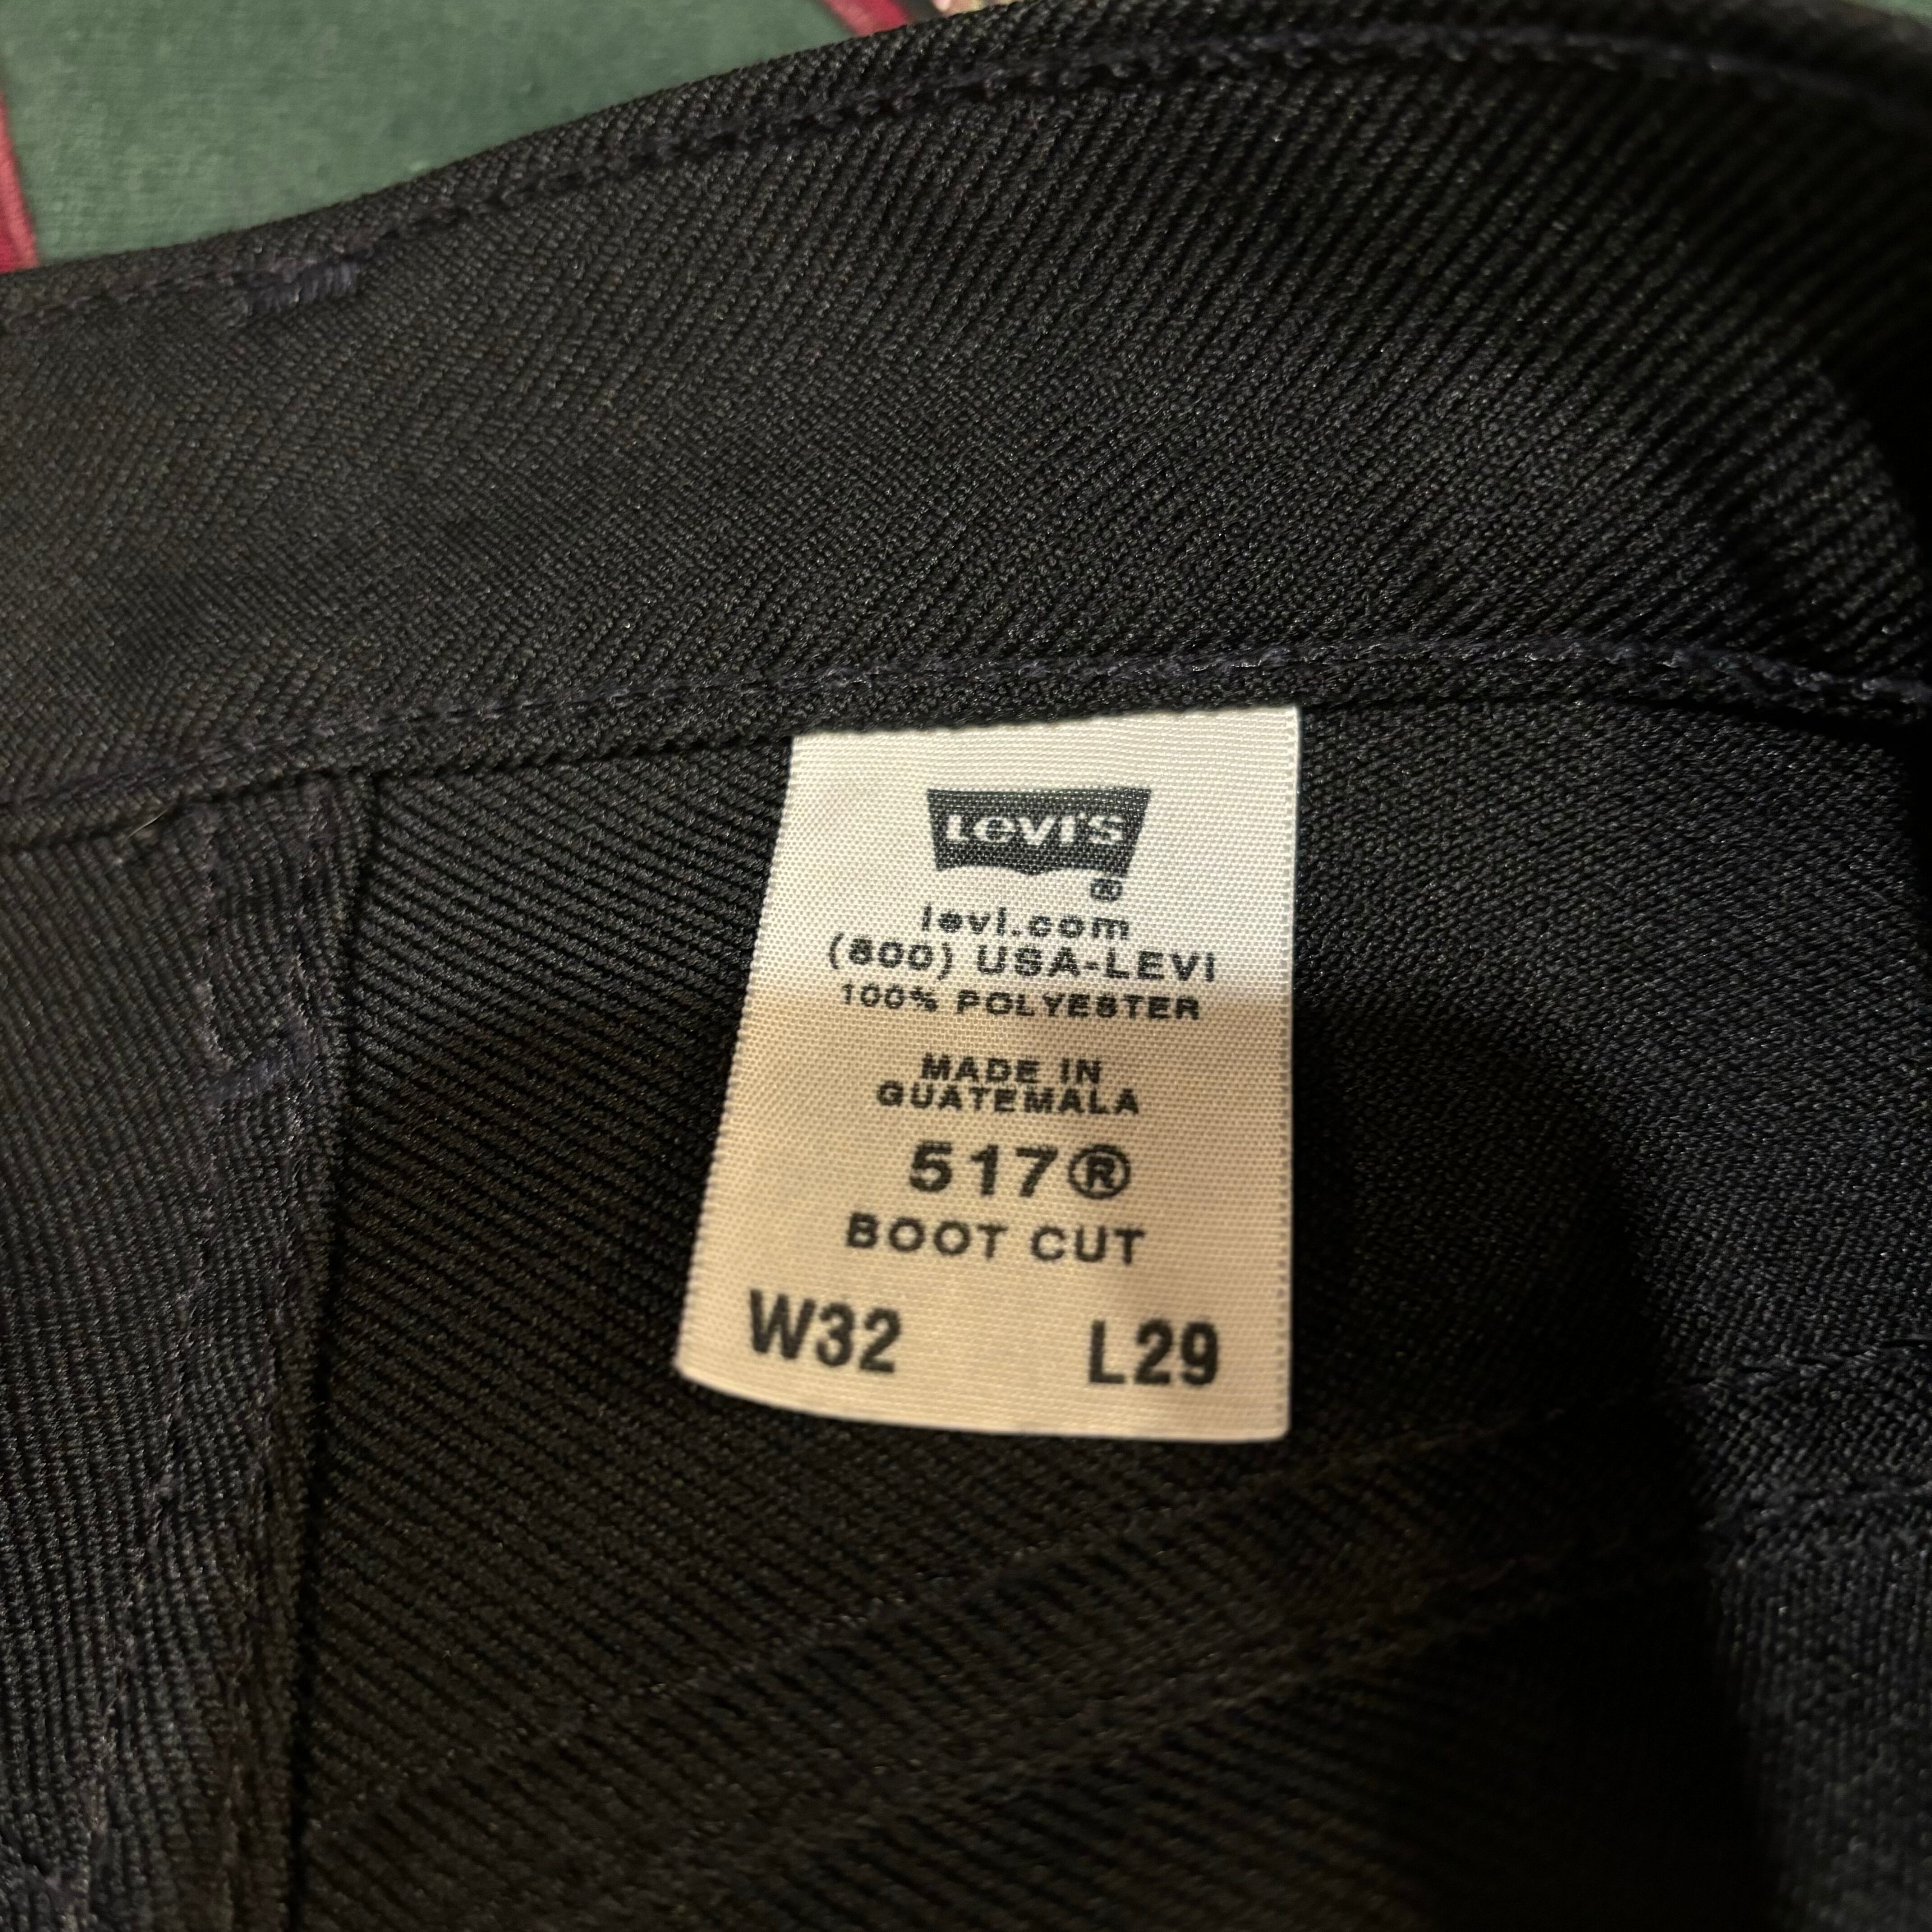 Levi's
®
levi.com
(800) USA-LEVI
100% POLYESTER
MADE IN
GUATEMALA
517®
BOOT CUT
W32 L29